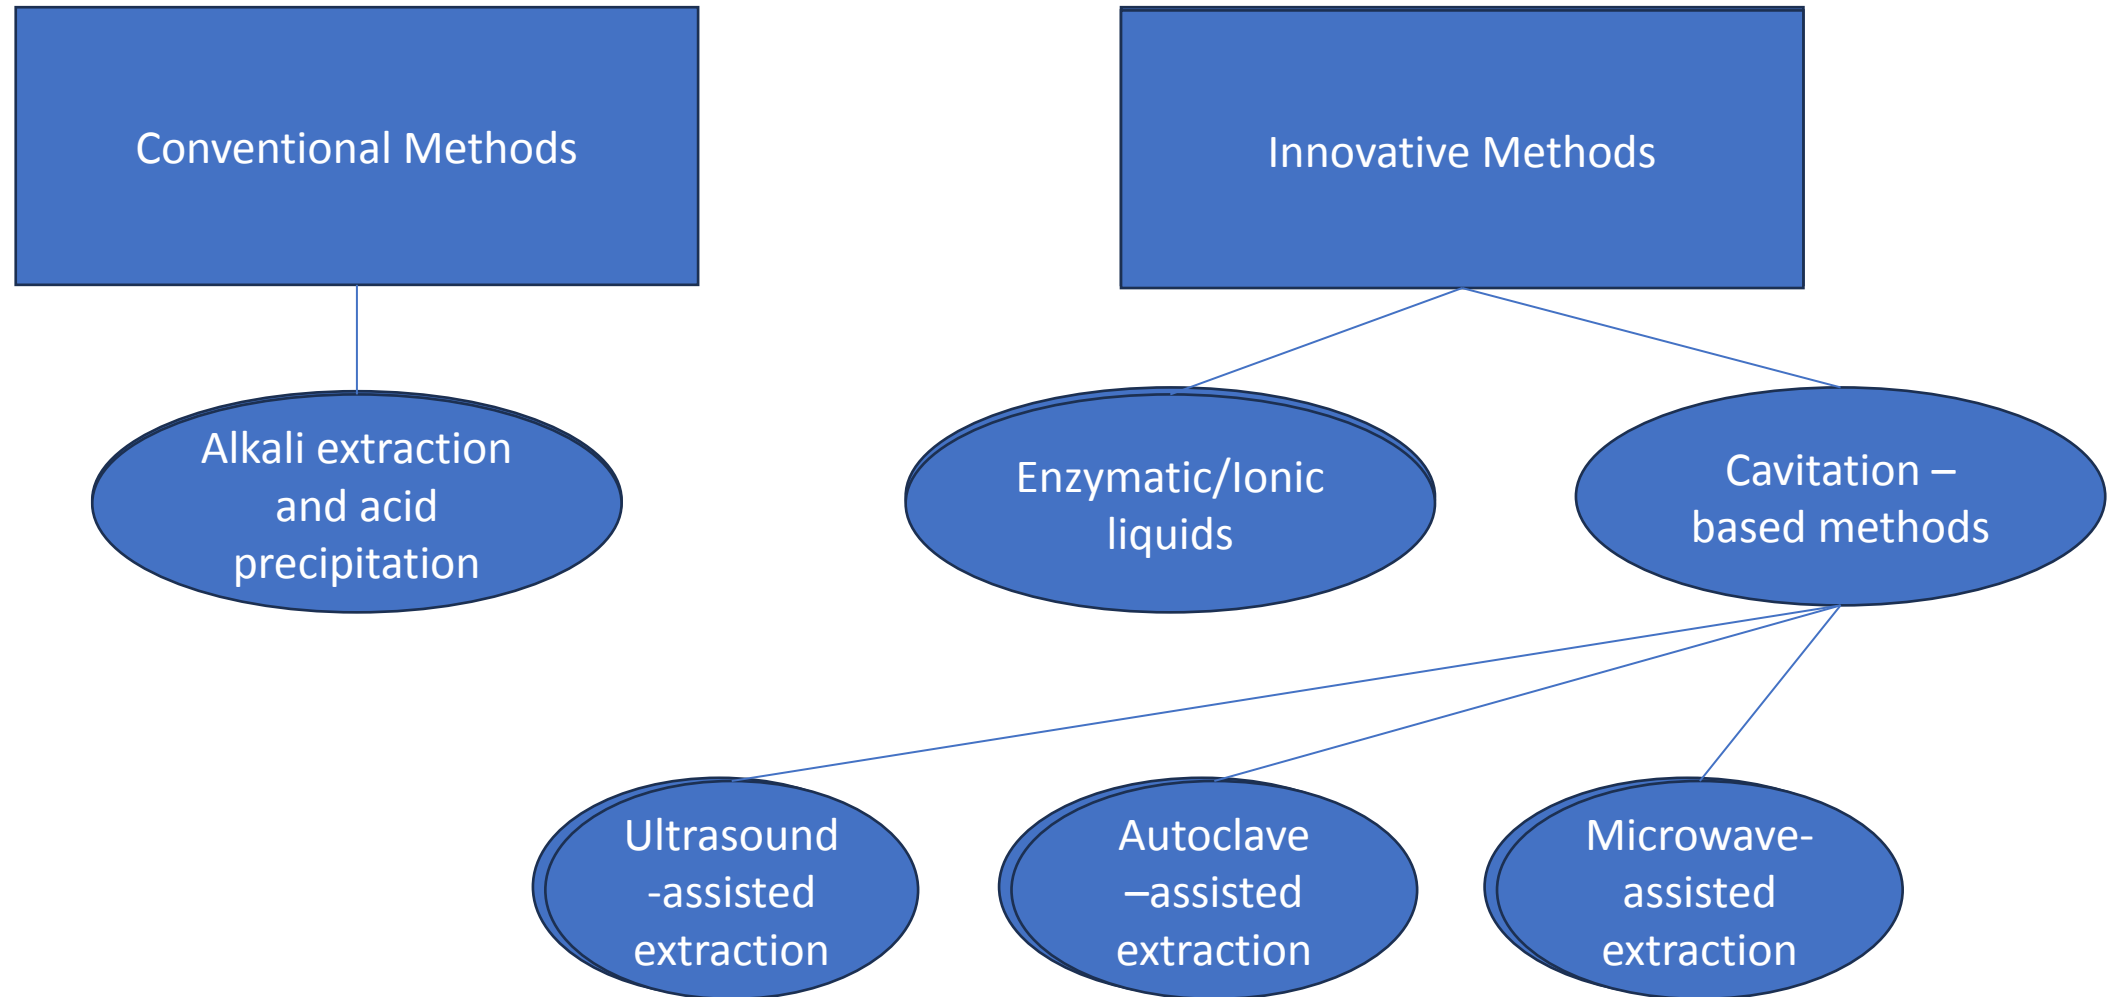 Conventional Methods
Innovative Methods
Alkali extraction
and acid
precipitation
Enzymatic/Ionic
liquids
Cavitation –
based methods
Ultrasound
-assisted
extraction
Autoclave
–assisted
extraction
Microwave-
assisted
extraction